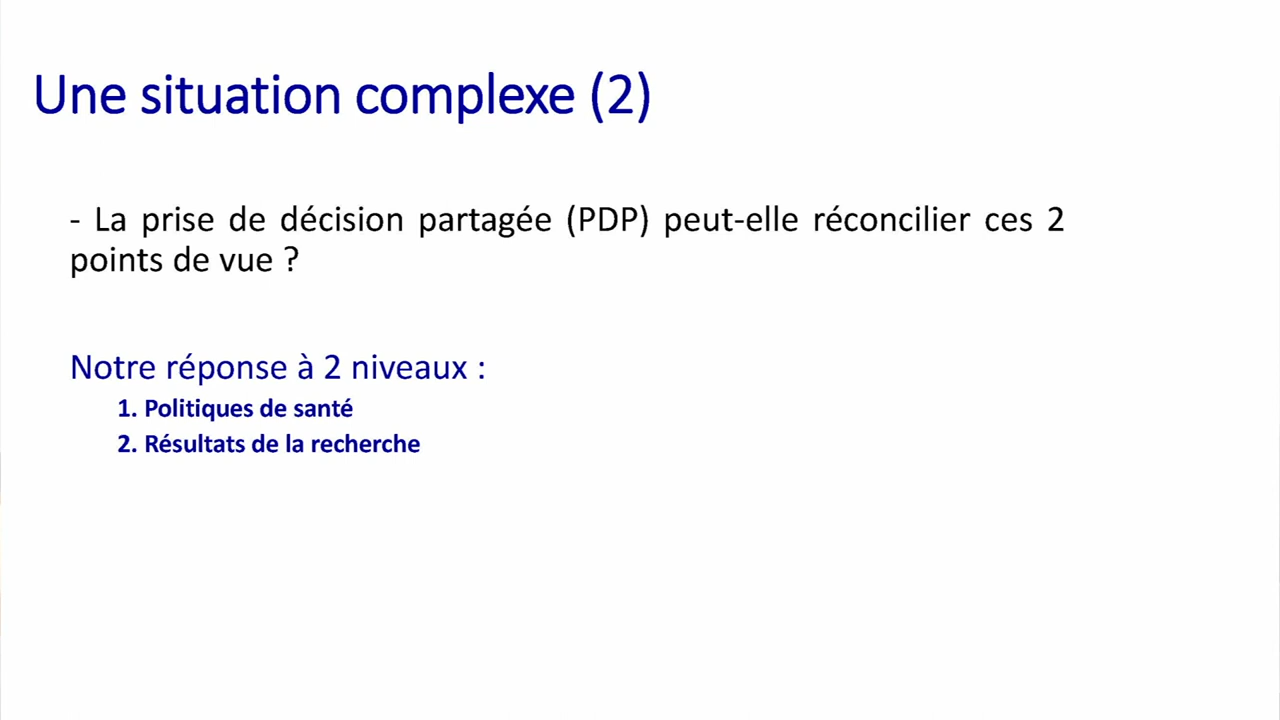 Une situation complexe (2)
- La prise de décision partagée (PDP) peut-elle réconcilier ces 2
points de vue ?
Notre réponse à 2 niveaux :
1. Politiques de santé
2. Résultats de la recherche